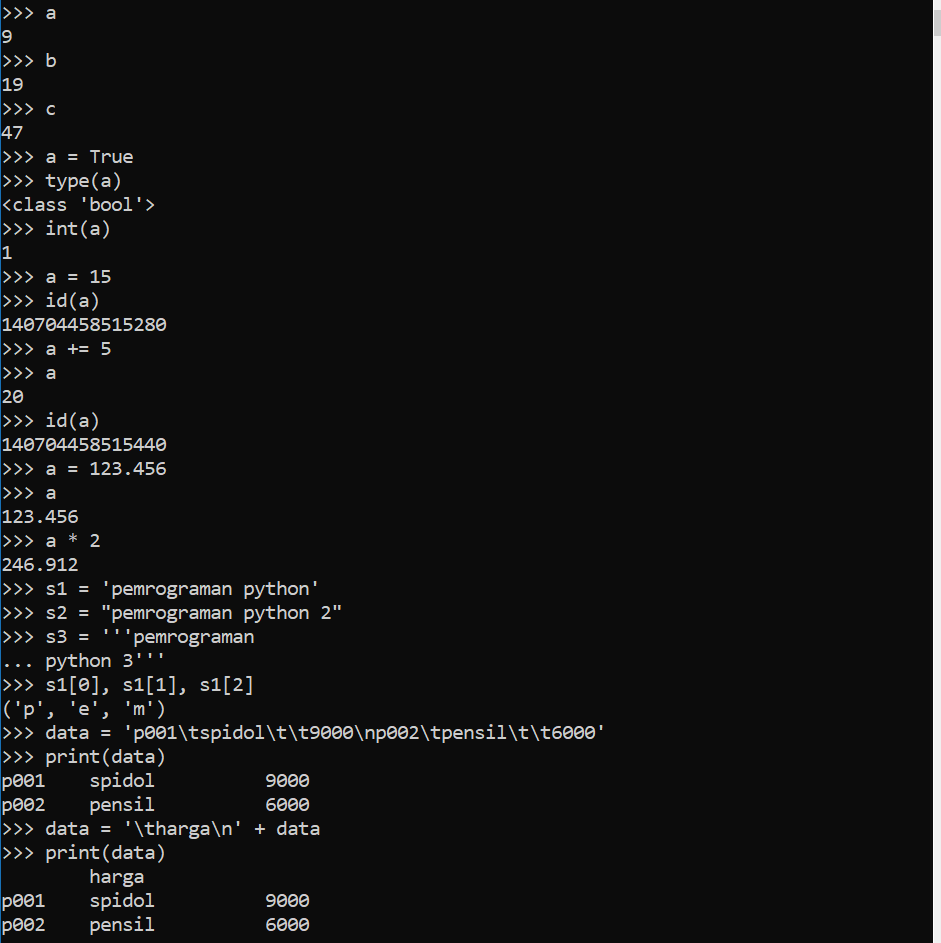 >>> a
9
>>> b
19
>>> c
47
>>> a = True
>>> type(a)
<class 'bool'>
>>> int(a)
1
>>> a = 15
>>> id(a)
140704458515280
>>> a += 5
>>> a
20
>>> id(a)
140704458515440
>>> a = 123.456
>>> a
123.456
>>> a * 2
246.912
>>> s1 = 'pemrograman python'
>>> s2 = "pemrograman python 2"
>>> s3 = '''pemrograman
... python 3'''
>>> s1[0], s1[1], s1[2]
('p', 'e', 'm')
>>> data = 'p001\tspidol\t\t9000\np002\tpensil\t\t6000'
>>> print(data)
p001    spidol          9000
p002    pensil          6000
>>> data = '\tharga\n' + data
>>> print(data)
        harga
p001    spidol          9000
p002    pensil          6000